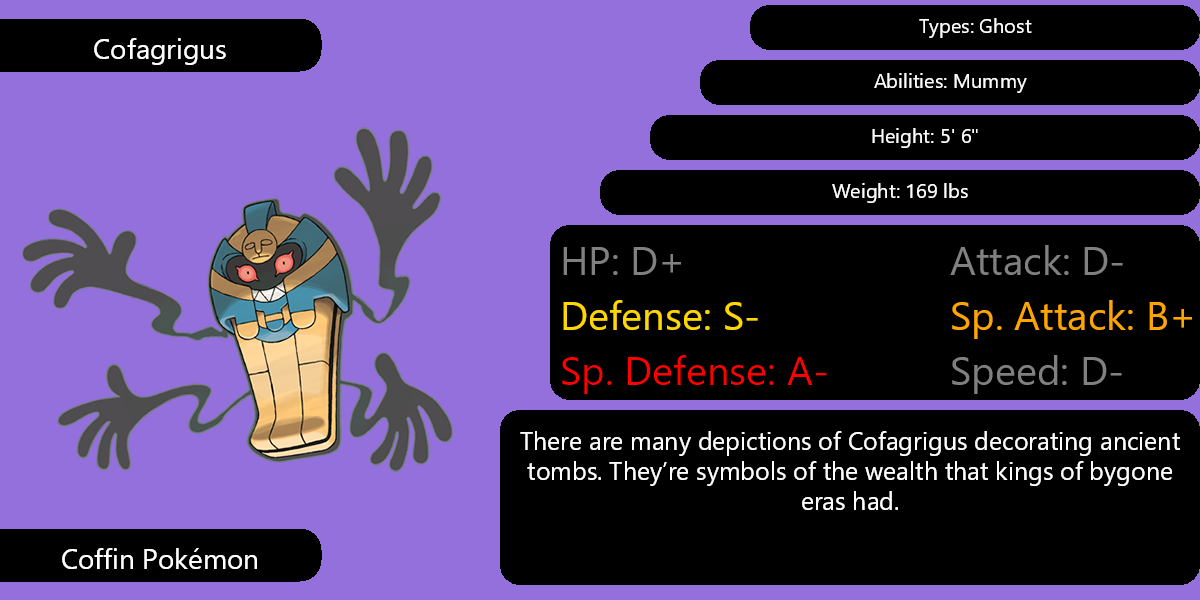 Cofagrigus
Types: Ghost
Abilities: Mummy
Height: 5' 6"
Weight: 169 lbs
HP: D+
Attack: D-
Defense: S-
Sp. Attack: B+
Sp. Defense: A-
Speed: D-
There are many depictions of Cofagrigus decorating ancient
tombs. They’re symbols of the wealth that kings of bygone
eras had.
Coffin Pokémon